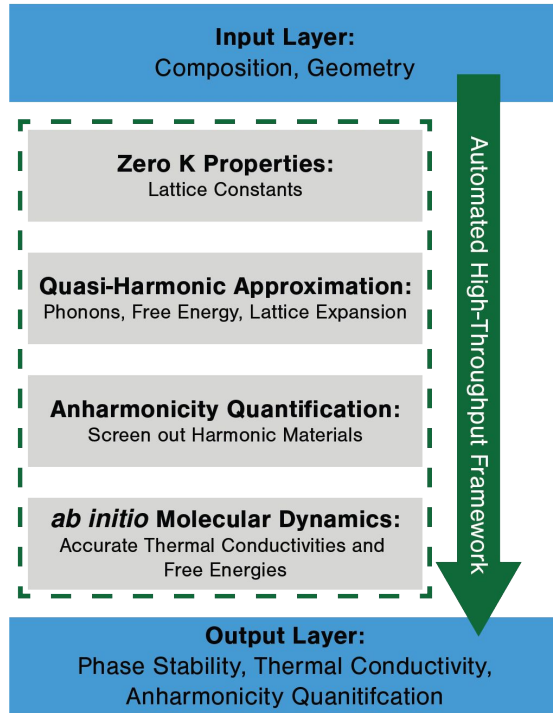 Input Layer:
Composition, Geometry
Zero K Properties:
Lattice Constants
Quasi-Harmonic Approximation:
Phonons, Free Energy, Lattice Expansion
Anharmonicity Quantification:
Screen out Harmonic Materials
ab initio Molecular Dynamics:
Accurate Thermal Conductivities and
Free Energies
Automated High-Throughput Framework
Output Layer:
Phase Stability, Thermal Conductivity,
Anharmonicity Quanitifcation